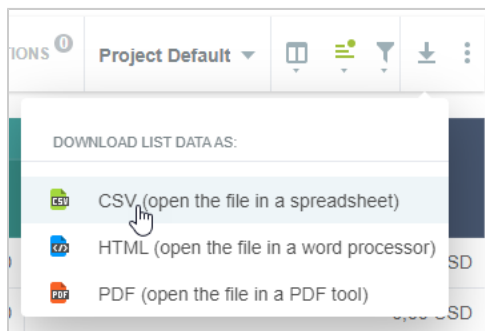 TIONS 0
Project Default
DOWNLOAD LIST DATA AS:
CSV CSV (open the file in a spreadsheet)
</> HTML (open the file in a word processor)
SD
PDF PDF (open the file in a PDF tool)
USD